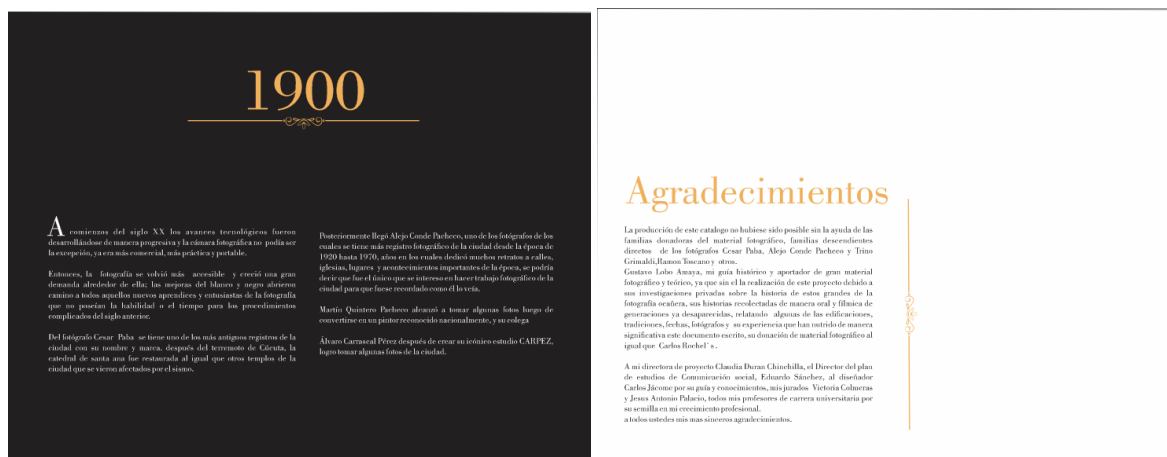 1900
A comienzos del siglo XX los avances tecnológicos fueron
desarrollándose de manera progresiva y la cámara fotográfica no podía ser
la excepción, ya era más comercial, más práctica y portable.
Entonces, la fotografía se volvió más accesible y creció una gran
demanda alrededor de ella; las mejoras del blanco y negro abrieron
camino a todos aquellos nuevos aprendices y entusiastas de la fotografía
que no poseían la habilidad o el tiempo para los procedimientos
complicados del siglo anterior.
Del fotógrafo Cesar Paba se tiene uno de los más antiguos registros de la
ciudad con su nombre y marca. después del terremoto de Cúcuta, la
catedral de santa ana fue restaurada al igual que otros templos de la
ciudad que se vieron afectados por el sismo.
Posteriormente llegó Alejo Conde Pacheco, uno de los fotógrafos de los
cuales se tiene más registro fotográfico de la ciudad desde la época de
1920 hasta 1970, años en los cuales dedicó muchos retratos a calles,
iglesias, lugares y acontecimientos importantes de la época, se podría
decir que fue el único que se intereso en hacer trabajo fotográfico de la
ciudad para que fuese recordado como él lo veía.
Martín Quintero Pacheco alcanzó a tomar algunas fotos luego de
convertirse en un pintor reconocido nacionalmente, y su colega
Álvaro Carrascal Pérez después de crear su icónico estudio CARPEZ,
logro tomar algunas fotos de la ciudad.
Agradecimientos
La producción de este catalogo no hubiese sido posible sin la ayuda de las
familias donadoras del material fotográfico, familias descendientes
directos de los fotógrafos Cesar Paba, Alejo Conde Pacheco y Trino
Grimaldi,Ramon Toscano y otros.
Gustavo Lobo Amaya, mi guía histórico y aportador de gran material
fotográfico y teórico, ya que sin el la realización de este proyecto debido a
sus investigaciones privadas sobre la historia de estos grandes de la
fotografía ocañera, sus historias recolectadas de manera oral y fílmica de
generaciones ya desaparecidas, relatando algunas de las edificaciones,
tradiciones, fechas, fotógrafos y su experiencia que han nutrido de manera
significativa este documento escrito, su donación de material fotográfico al
igual que Carlos Rochel´s .
A mi directora de proyecto Claudia Duran Chinchilla, el Director del plan
de estudios de Comunicación social, Eduardo Sánchez, al diseñador
Carlos Jácome por su guía y conocimientos, mis jurados Victoria Colmenas
y Jesus Antonio Palacio, todos mis profesores de carrera universitaria por
su semilla en mi crecimiento profesional.
a todos ustedes mis mas sinceros agradecimientos.